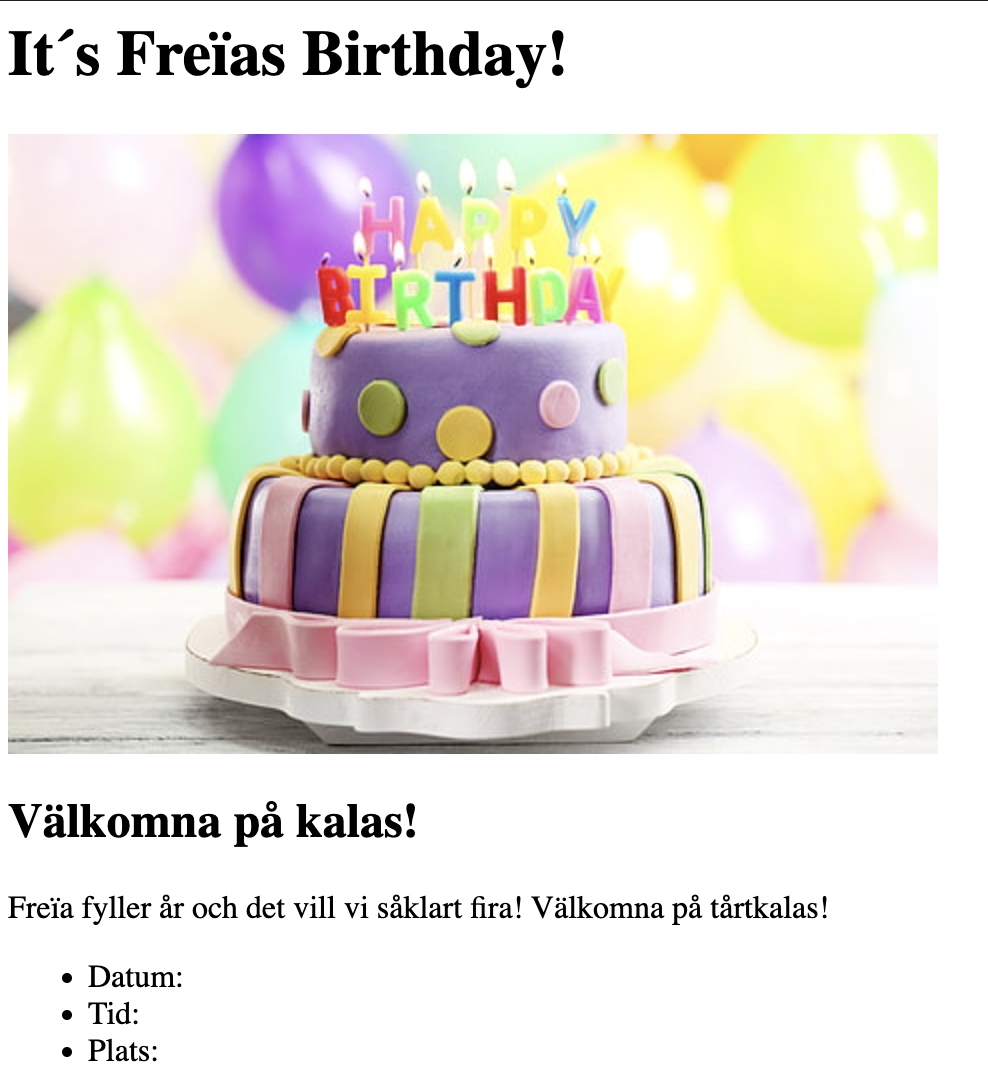 It´s Freïas Birthday!
HAPPY
BIRTHDAY
Välkomna på kalas!
Freïa fyller år och det vill vi såklart fira! Välkomna på tårtkalas!
• Datum:
• Tid:
• Plats: